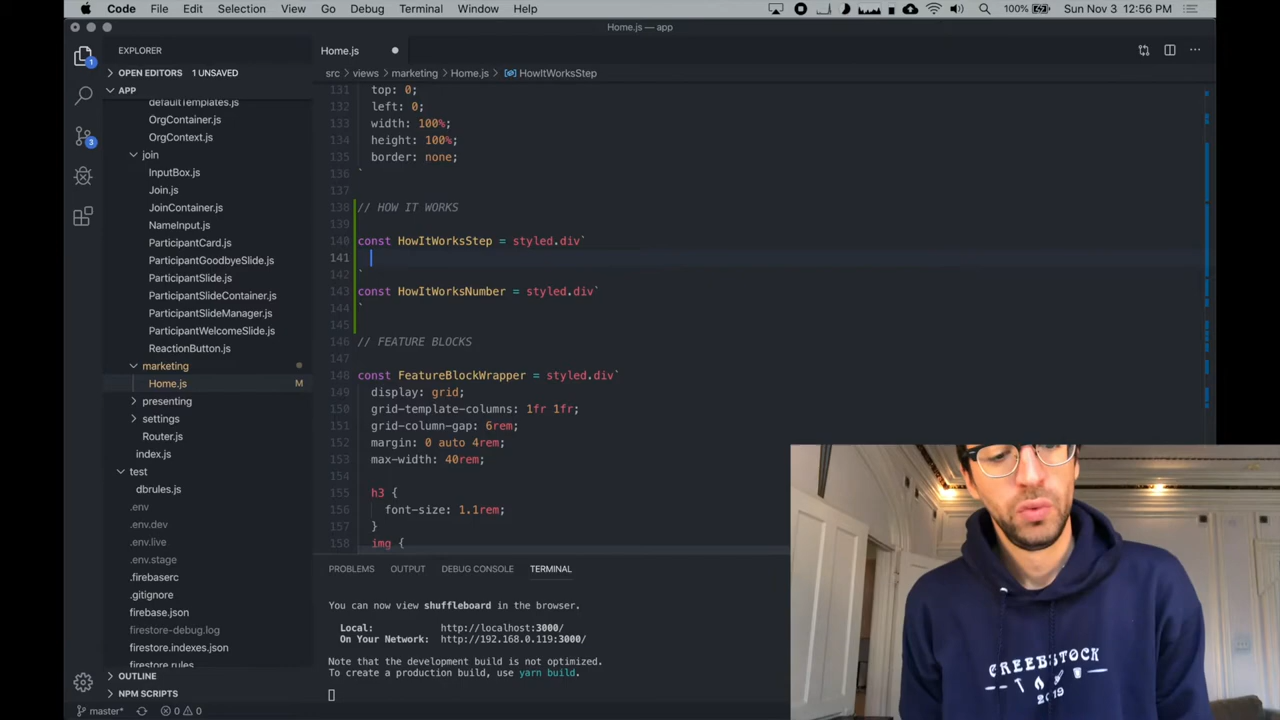 Code File Edit Selection View Go Debug Terminal Window Help 100% Sun Nov 3 12:56 PM
Home.js — app
EXPLORER
OPEN EDITORS 1 UNSAVED
APP
defaultTemplates.js
OrgContainer.js
OrgContext.js
join
InputBox.js
Join.js
JoinContainer.js
NameInput.js
ParticipantCard.js
ParticipantGoodbyeSlide.js
ParticipantSlide.js
ParticipantSlideContainer.js
ParticipantSlideManager.js
ParticipantWelcomeSlide.js
ReactionButton.js
marketing
Home.js M
presenting
settings
Router.js
index.js
test
dbrules.js
.env
.env.dev
.env.live
.env.stage
.firebaserc
.gitignore
firebase.json
firestore-debug.log
firestore.indexes.json
firestore.rules
OUTLINE
NPM SCRIPTS
1
3
Home.js
src > views > marketing > Home.js > HowItWorksStep
131 top: 0;
132 left: 0;
133 width: 100%;
134 height: 100%;
135 border: none;
136 `
137
138 // HOW IT WORKS
139
140 const HowItWorksStep = styled.div`
141
142 `
143 const HowItWorksNumber = styled.div`
144 `
145
146 // FEATURE BLOCKS
147
148 const FeatureBlockWrapper = styled.div`
149 display: grid;
150 grid-template-columns: 1fr 1fr;
151 grid-column-gap: 6rem;
152 margin: 0 auto 4rem;
153 max-width: 40rem;
154
155 h3 {
156 font-size: 1.1rem;
157 }
158 img {
PROBLEMS OUTPUT DEBUG CONSOLE TERMINAL
You can now view shuffleboard in the browser.
Local: http://localhost:3000/
On Your Network: http://192.168.0.119:3000/
Note that the development build is not optimized.
To create a production build, use yarn build.
master* 0 0
GREEBSTOCK
2019